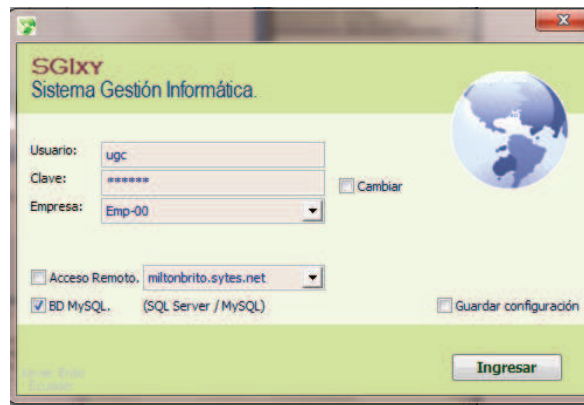 SGIxy
Sistema Gestión Informática.
Usuario: ugc
Clave: ******
Cambiar
Empresa: Emp-00
Acceso Remoto. miltonbrito.sytes.net
BD MySQL. (SQL Server / MySQL) Guardar configuración
Ingresar
Ecuador